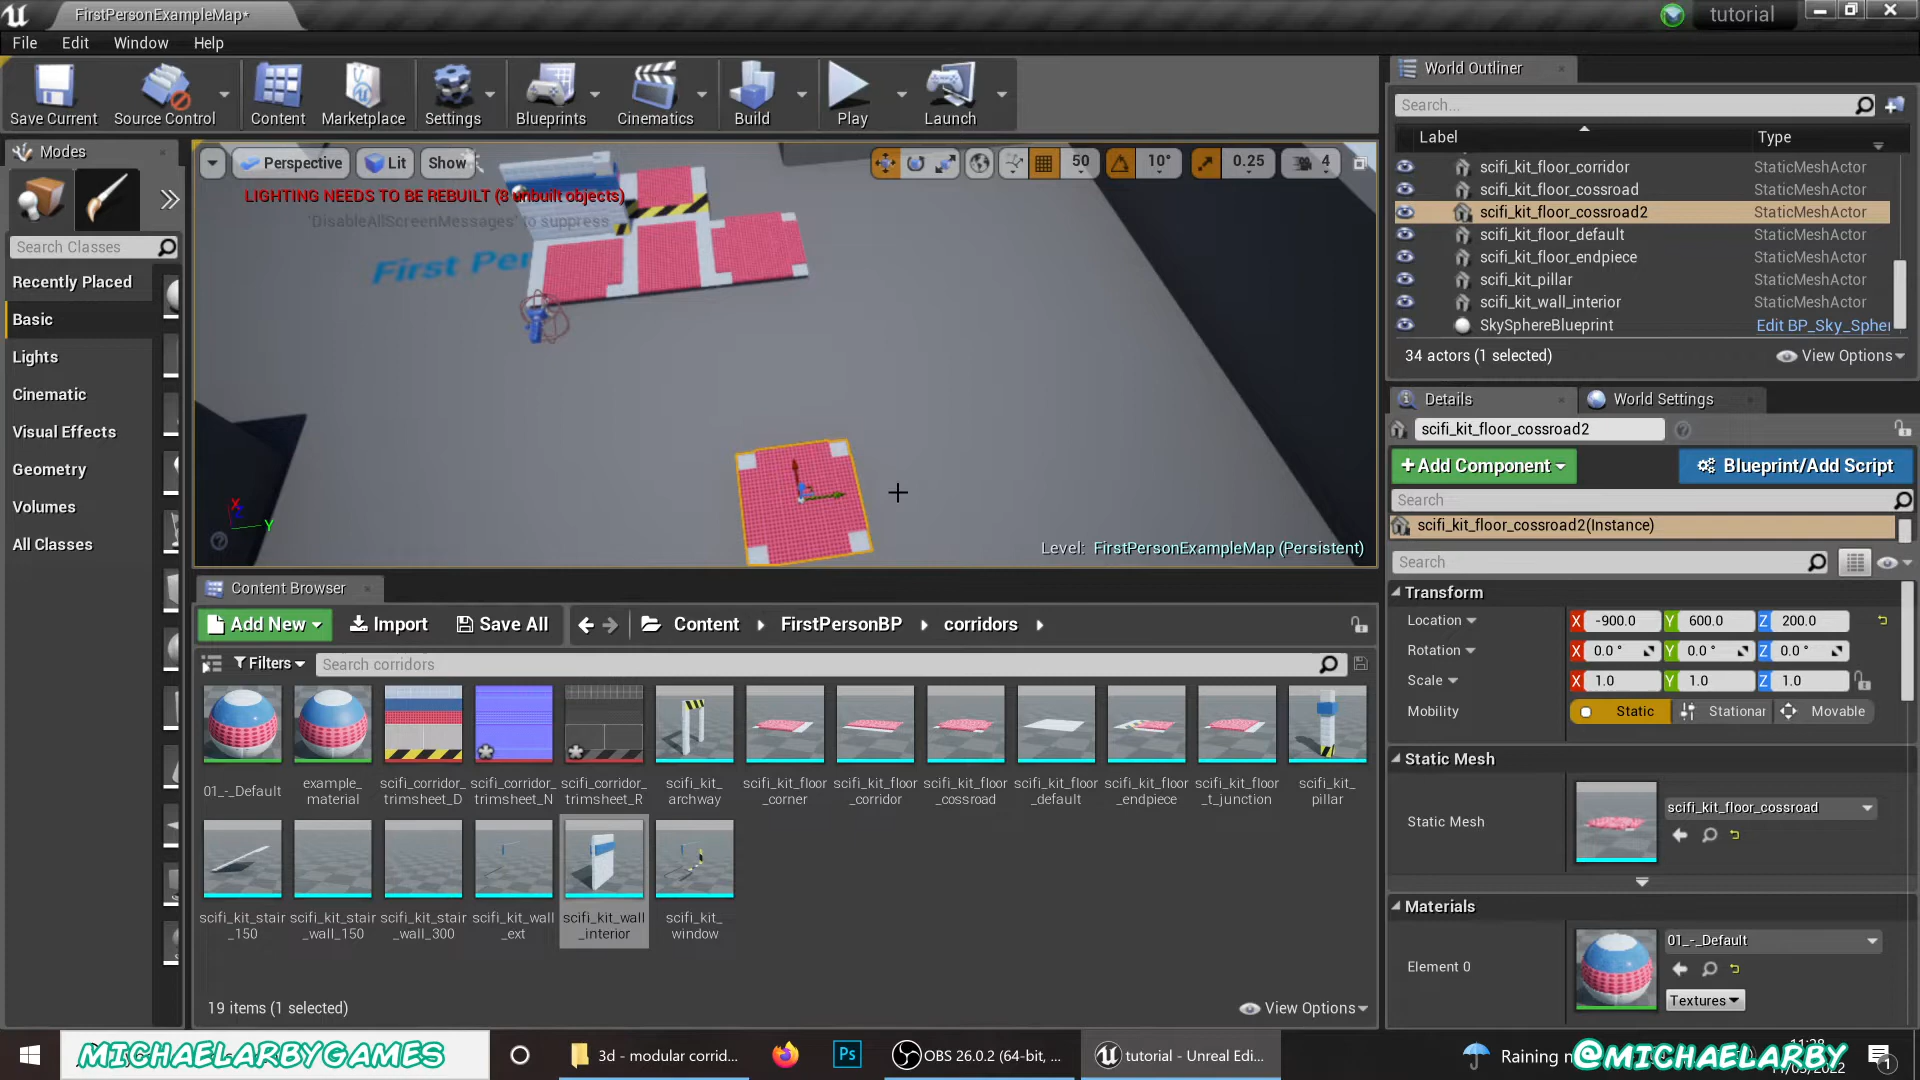 FirstPersonExampleMap*
tutorial
File Edit Window Help
Save Current
Source Control
Content
Marketplace
Settings
Blueprints
Cinematics
Build
Play
Launch
Modes
Search Classes
Recently Placed
Basic
Lights
Cinematic
Visual Effects
Geometry
Volumes
All Classes
Perspective
Lit
Show
50
10°
0.25
4
LIGHTING NEEDS TO BE REBUILT (8 unbuilt objects)
'DisableAllScreenMessages' to suppress
First Per
X
Y
Level: FirstPersonExampleMap (Persistent)
Content Browser
Add New
Import
Save All
Content
FirstPersonBP
corridors
Filters
Search corridors
01_-_Default
example_
material
scifi_corridor_
trimsheet_D
scifi_corridor_
trimsheet_N
scifi_corridor_
trimsheet_R
scifi_kit_
archway
scifi_kit_floor
_corner
scifi_kit_floor
_corridor
scifi_kit_floor
_cossroad
scifi_kit_floor
_default
scifi_kit_floor
_endpiece
scifi_kit_floor
_t_junction
scifi_kit_
pillar
scifi_kit_stair
_150
scifi_kit_stair
_wall_150
scifi_kit_stair
_wall_300
scifi_kit_wall
_ext
scifi_kit_wall
_interior
scifi_kit_
window
19 items (1 selected)
View Options
World Outliner
Search...
Label Type
scifi_kit_floor_corridor StaticMeshActor
scifi_kit_floor_cossroad StaticMeshActor
scifi_kit_floor_cossroad2 StaticMeshActor
scifi_kit_floor_default StaticMeshActor
scifi_kit_floor_endpiece StaticMeshActor
scifi_kit_pillar StaticMeshActor
scifi_kit_wall_interior StaticMeshActor
SkySphereBlueprint Edit BP_Sky_Spher
34 actors (1 selected) View Options
Details
World Settings
scifi_kit_floor_cossroad2
+Add Component
Blueprint/Add Script
Search
scifi_kit_floor_cossroad2(Instance)
Search
Transform
Location X -900.0 Y 600.0 Z 200.0
Rotation X 0.0 ° Y 0.0 ° Z 0.0 °
Scale X 1.0 Y 1.0 Z 1.0
Mobility Static Stationar Movable
Static Mesh
Static Mesh
scifi_kit_floor_cossroad
Materials
Element 0
01_-_Default
Textures
MICHAELARBYGAMES
3d - modular corrid...
Ps
OBS 26.0.2 (64-bit, ...
tutorial - Unreal Edi...
Raining n
@MICHAELARBY
1